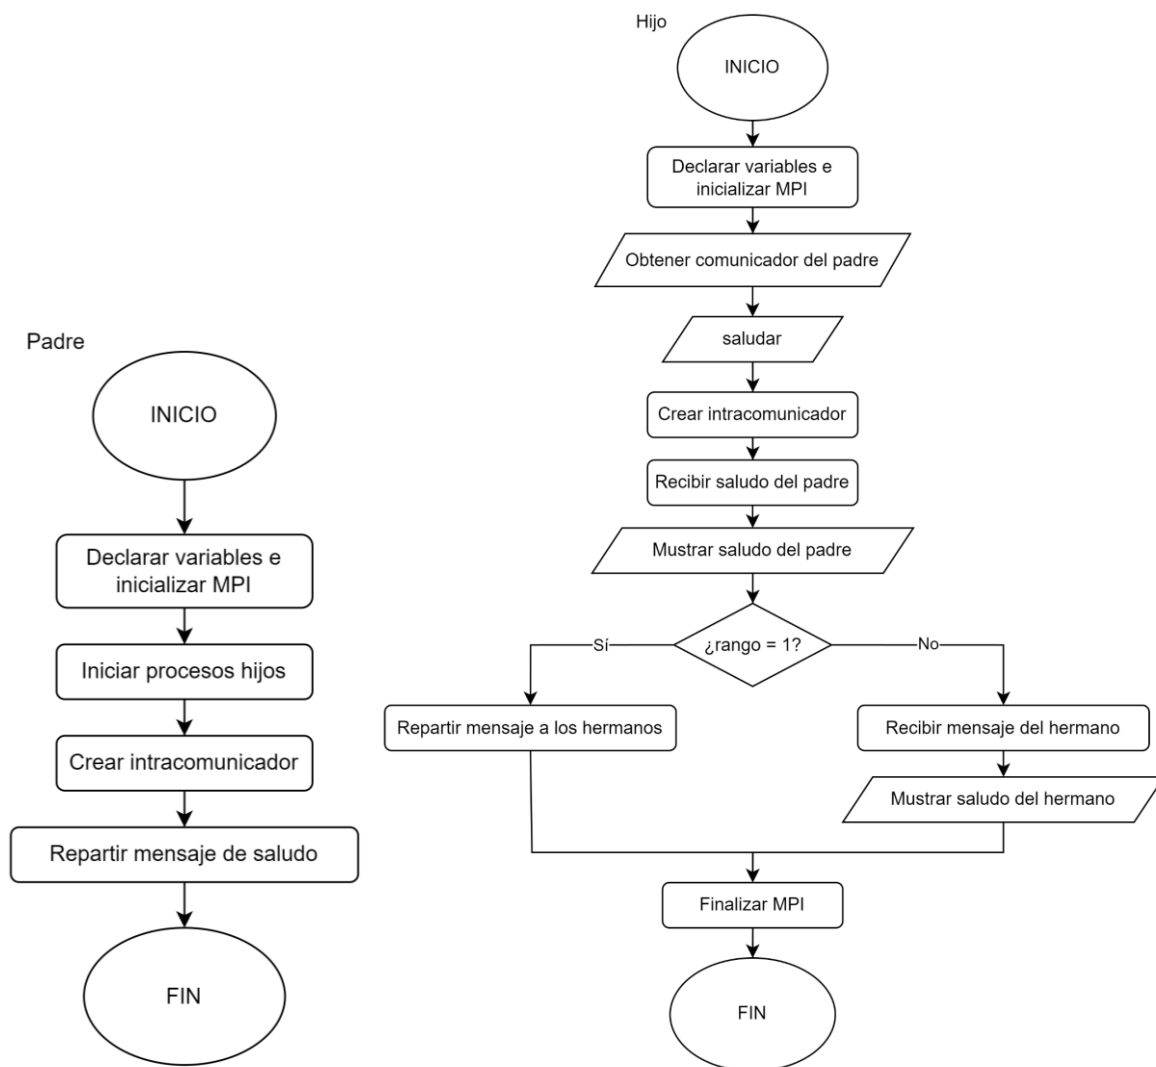 Padre
INICIO
Declarar variables e
inicializar MPI
Iniciar procesos hijos
Crear intracomunicador
Repartir mensaje de saludo
FIN
Hijo
INICIO
Declarar variables e
inicializar MPI
Obtener comunicador del padre
saludar
Crear intracomunicador
Recibir saludo del padre
Mustrar saludo del padre
¿rango = 1?
Sí
No
Repartir mensaje a los hermanos
Recibir mensaje del hermano
Mustrar saludo del hermano
Finalizar MPI
FIN